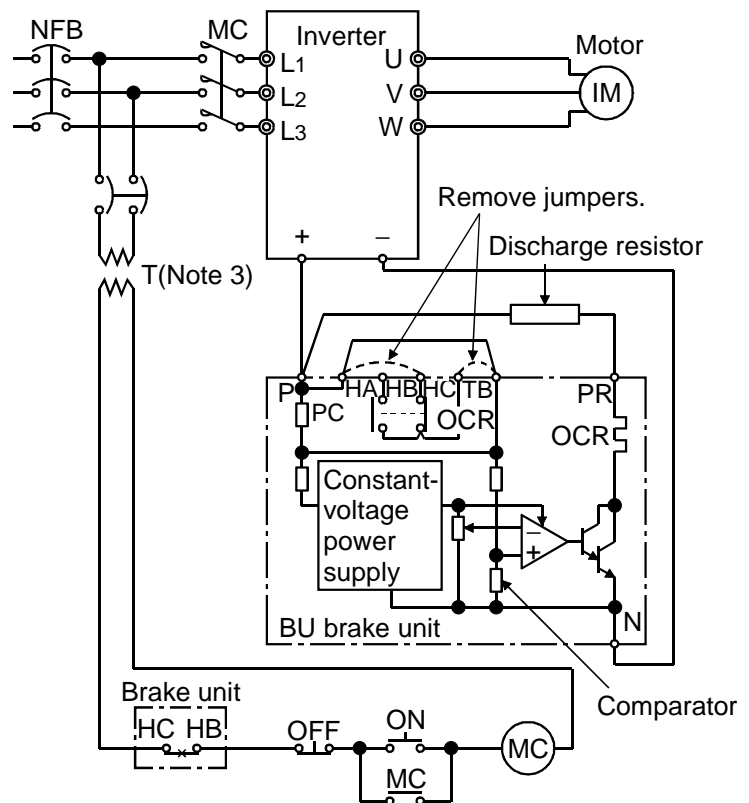 NFB
MC
Inverter
Motor
L1
U
L2
V
IM
L3
W
Remove jumpers.
+
−
Discharge resistor
T(Note 3)
P
HA
HB
HC
TB
PR
PC
OCR
OCR
Constant-
voltage
power
supply
−
+
N
BU brake unit
Comparator
Brake unit
HC
HB
OFF
ON
MC
MC